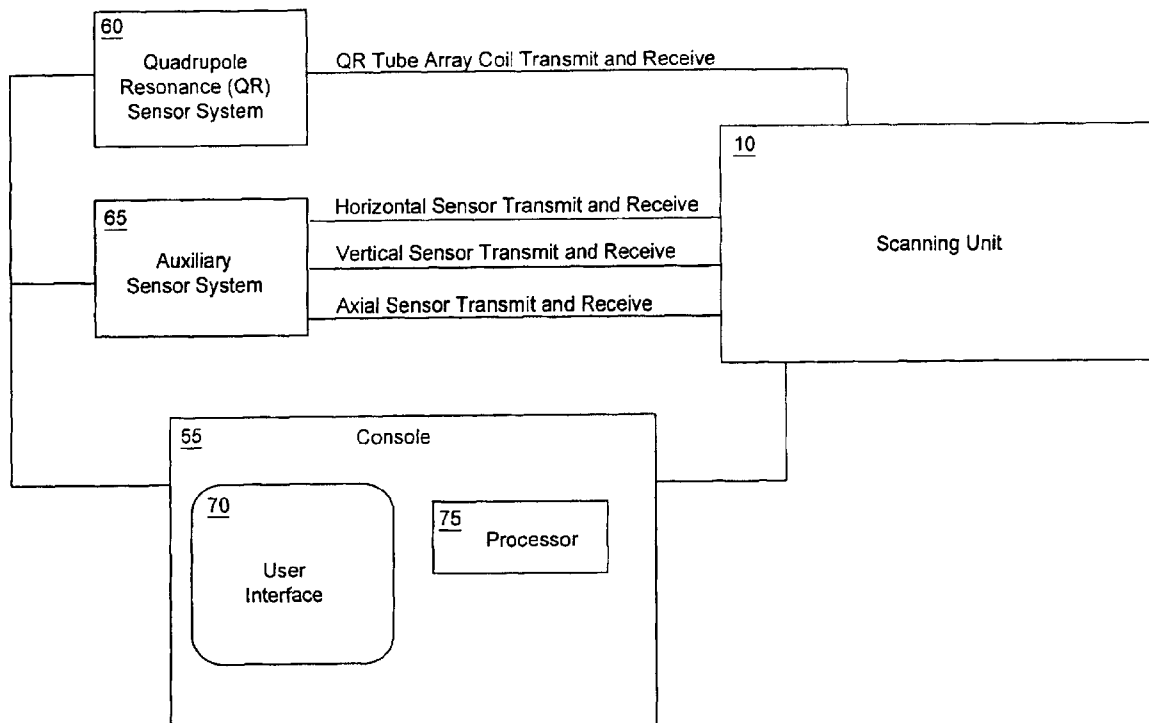 60
Quadrupole
Resonance (QR)
Sensor System
QR Tube Array Coil Transmit and Receive
10
Scanning Unit
65
Auxiliary
Sensor System
Horizontal Sensor Transmit and Receive
Vertical Sensor Transmit and Receive
Axial Sensor Transmit and Receive
55
Console
70
User
Interface
75
Processor